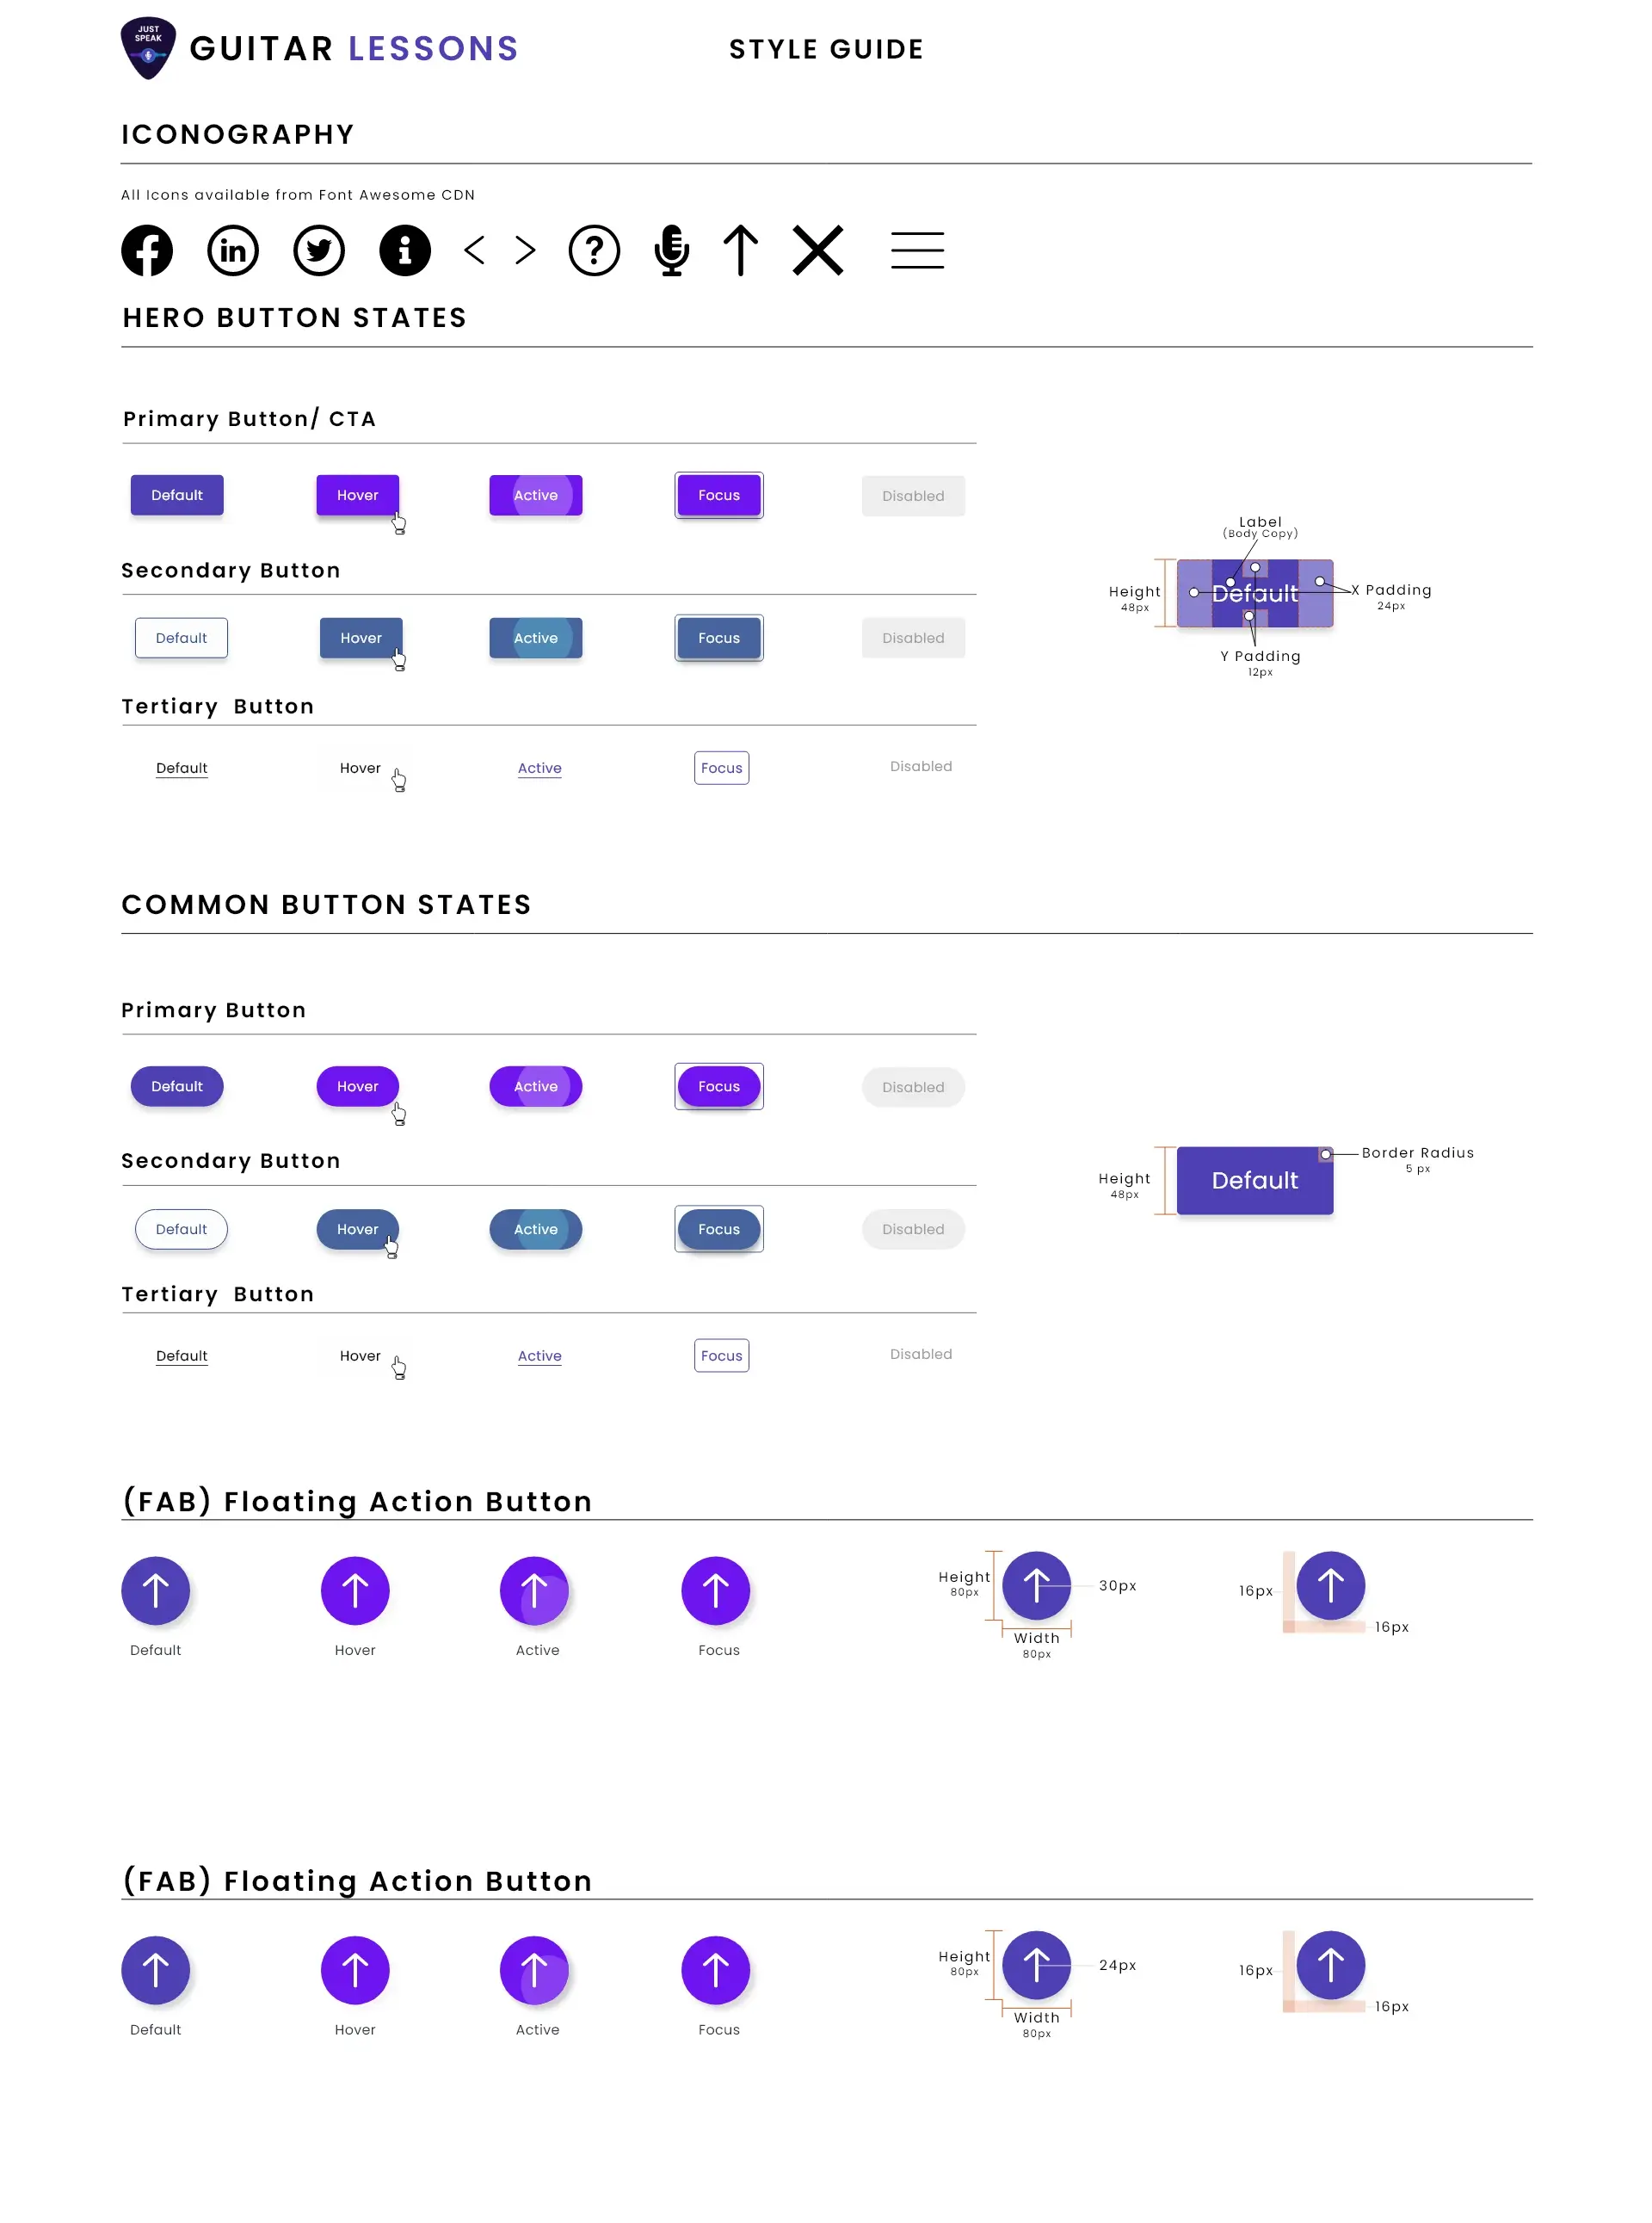 JUST
SPEAK
GUITAR LESSONS
STYLE GUIDE
ICONOGRAPHY
All Icons available from Font Awesome CDN
HERO BUTTON STATES
Primary Button/ CTA
Default Hover Active Focus Disabled
Label
(Body Copy)
Height
48px
Default
X Padding
24px
Y Padding
12px
Secondary Button
Default Hover Active Focus Disabled
Tertiary Button
Default Hover Active Focus Disabled
COMMON BUTTON STATES
Primary Button
Default Hover Active Focus Disabled
Height
48px
Default
Border Radius
5 px
Secondary Button
Default Hover Active Focus Disabled
Tertiary Button
Default Hover Active Focus Disabled
(FAB) Floating Action Button
Default Hover Active Focus
Height
80px
30px
Width
80px
16px
16px
(FAB) Floating Action Button
Default Hover Active Focus
Height
80px
24px
Width
80px
16px
16px